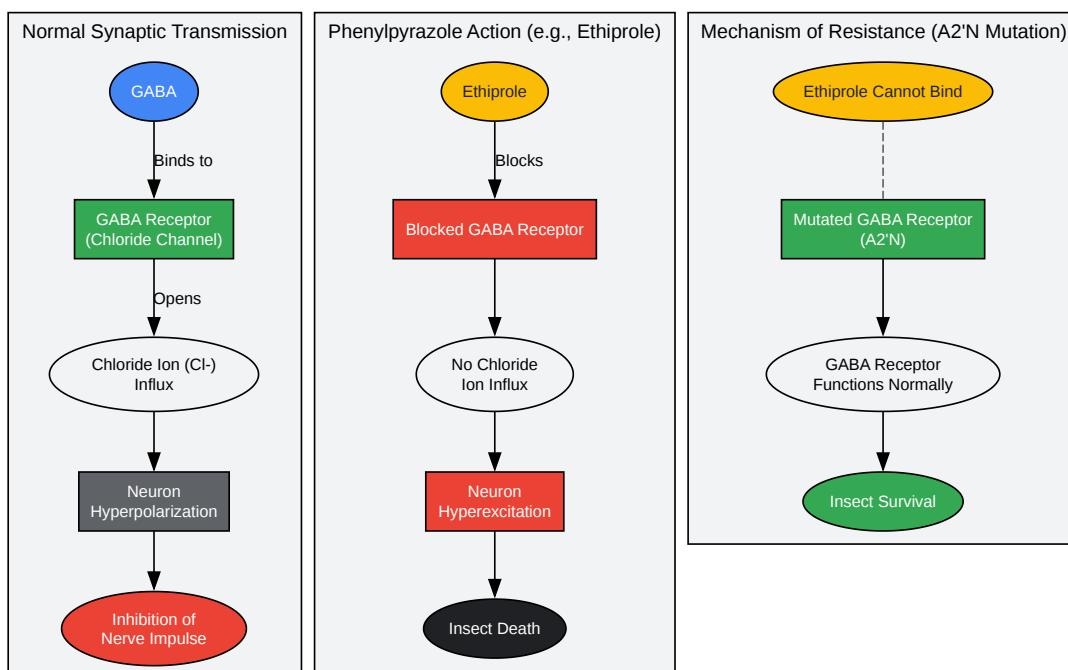 Normal Synaptic Transmission
GABA
Binds to
GABA Receptor
(Chloride Channel)
Opens
Chloride Ion (Cl-)
Influx
Neuron
Hyperpolarization
Inhibition of
Nerve Impulse
Phenylpyrazole Action (e.g., Ethiprole)
Ethiprole
Blocks
Blocked GABA Receptor
No Chloride
Ion Influx
Neuron
Hyperexcitation
Insect Death
Mechanism of Resistance (A2'N Mutation)
Ethiprole Cannot Bind
Mutated GABA Receptor
(A2'N)
GABA Receptor
Functions Normally
Insect Survival